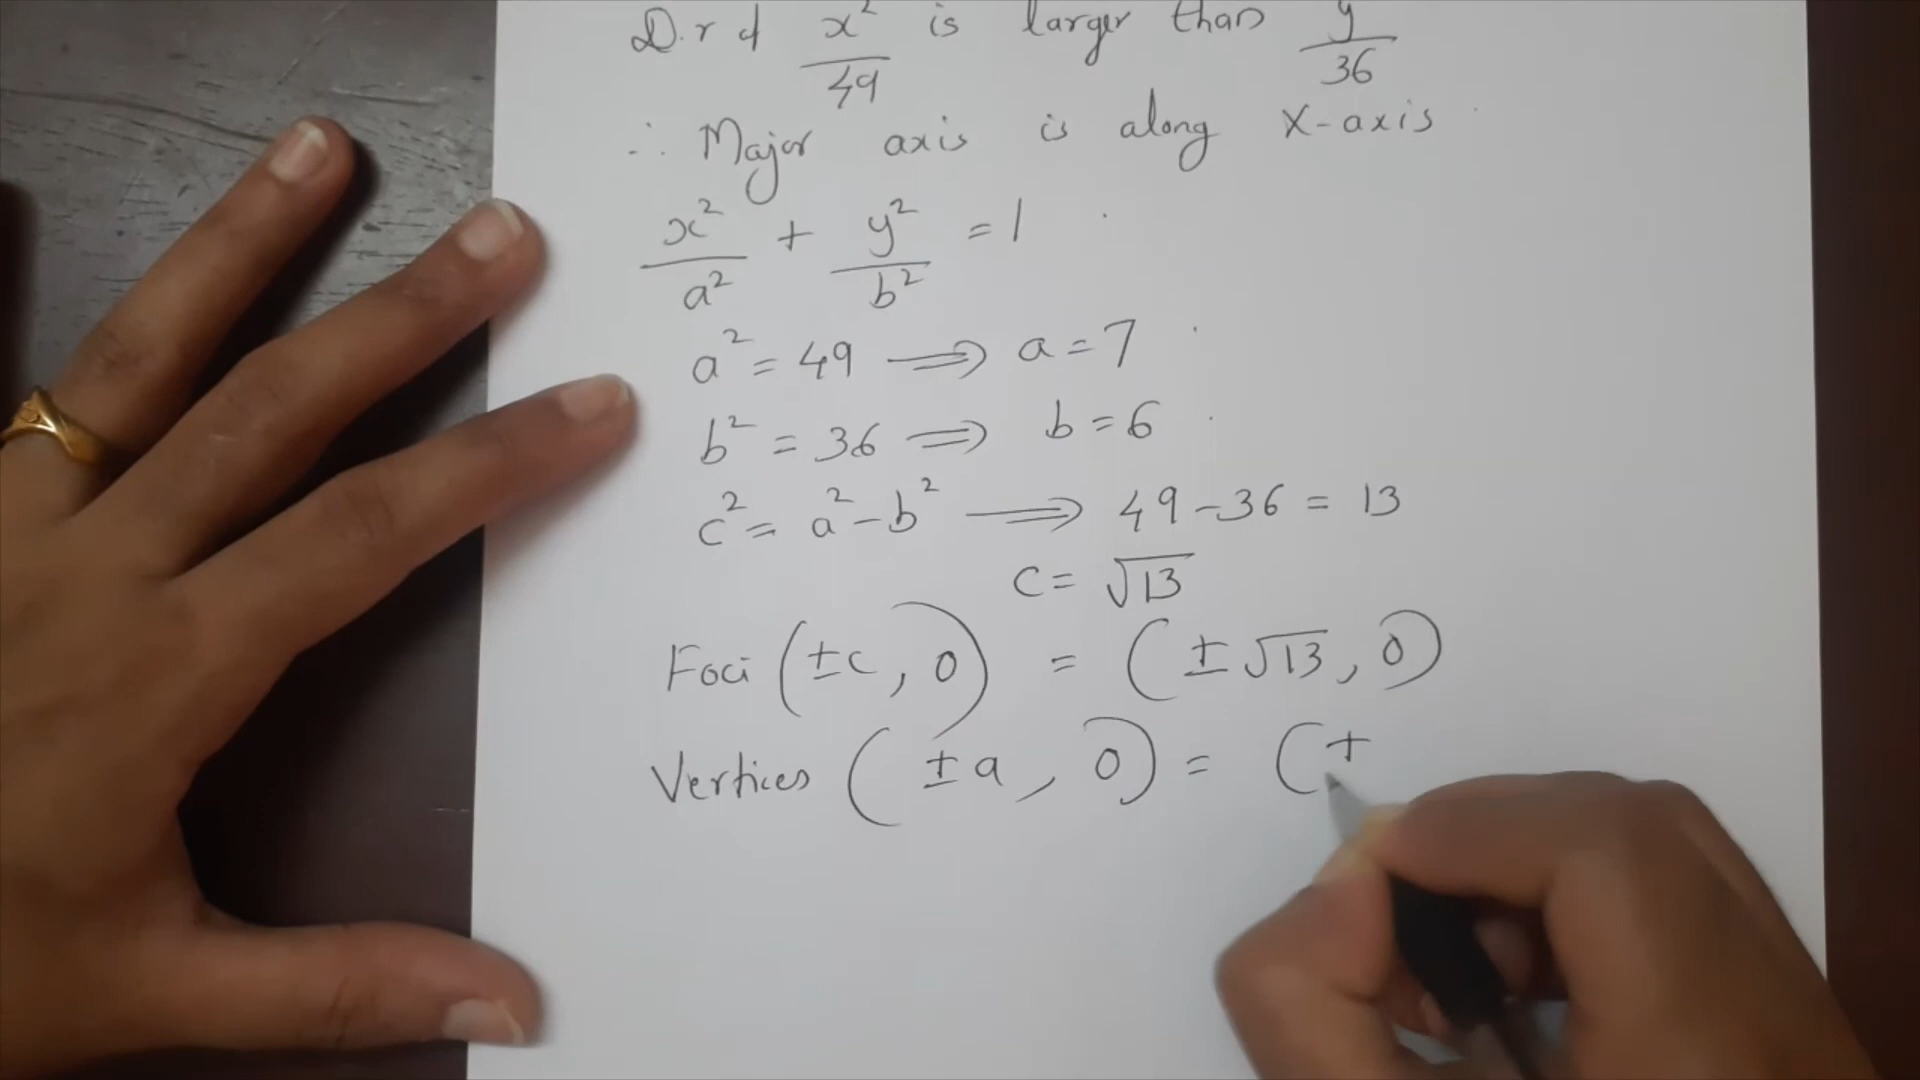 D.r of x²/49 is larger than y/36
∴ Major axis is along X-axis
x²/a² + y²/b² = 1
a² = 49 ⟹ a = 7
b² = 36 ⟹ b = 6
c² = a² - b² ⟹ 49 - 36 = 13
c = √13
Foci (±c, 0) = (±√13, 0)
Vertices (±a, 0) = (+